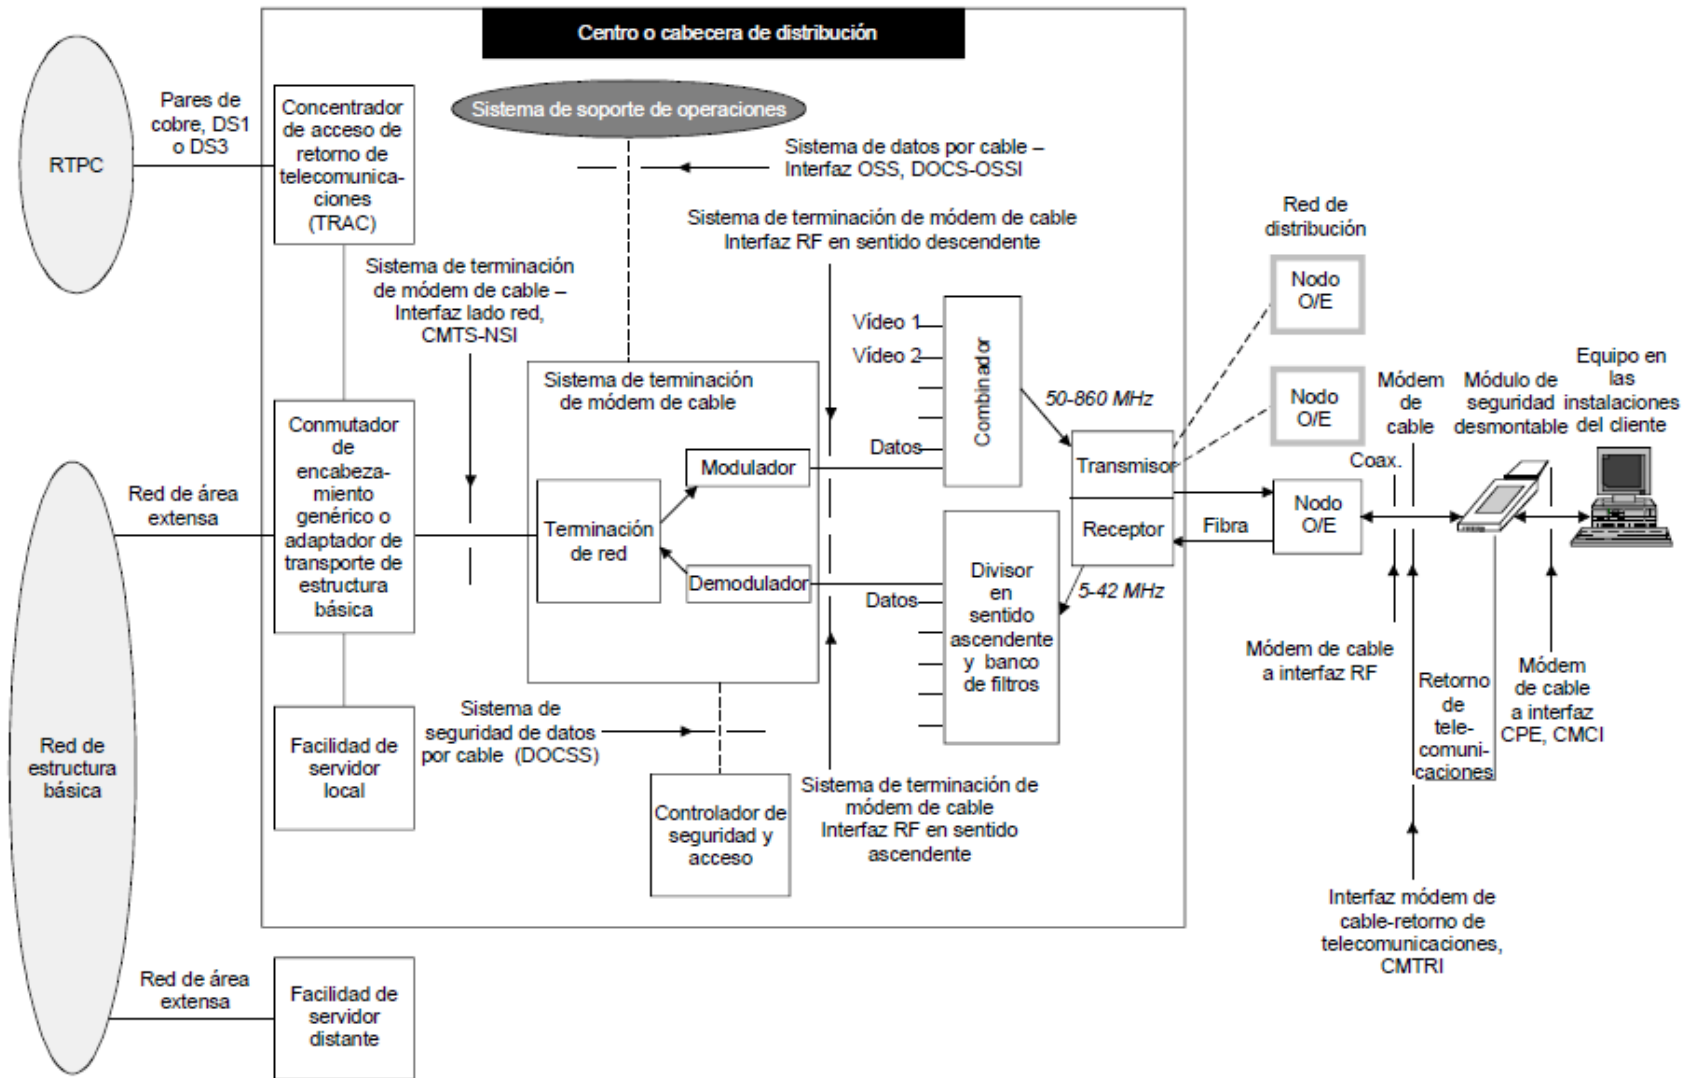 Centro o cabecera de distribución
Pares de
cobre, DS1
o DS3
RTPC
Concentrador
de acceso de
retorno de
telecomunica-
ciones
(TRAC)
Sistema de soporte de operaciones
Sistema de datos por cable –
Interfaz OSS, DOCS-OSSI
Sistema de terminación de módem de cable
Interfaz RF en sentido descendente
Red de
distribución
Sistema de terminación
de módem de cable –
Interfaz lado red,
CMTS-NSI
Nodo
O/E
Vídeo 1
Vídeo 2
Datos
Combinador
50-860 MHz
Nodo
O/E
Módem
de
cable
Módulo de
seguridad
desmontable
Equipo en
las
instalaciones
del cliente
Sistema de terminación
de módem de cable
Conmutador
de
encabeza-
miento
genérico o
adaptador de
transporte de
estructura
básica
Modulador
Transmisor
Coax.
Red de área
extensa
Terminación
de red
Receptor
Fibra
Nodo
O/E
Demodulador
Datos
Divisor
en
sentido
ascendente
y banco
de filtros
5-42 MHz
Módem de cable
a interfaz RF
Retorno
de
tele-
comuni-
caciones
Módem
de cable
a interfaz
CPE, CMCI
Red de
estructura
básica
Facilidad de
servidor
local
Sistema de
seguridad de datos
por cable (DOCSS)
Controlador de
seguridad y
acceso
Sistema de terminación de
módem de cable
Interfaz RF en sentido
ascendente
Interfaz módem de
cable-retorno de
telecomunicaciones,
CMTRI
Red de área
extensa
Facilidad de
servidor
distante